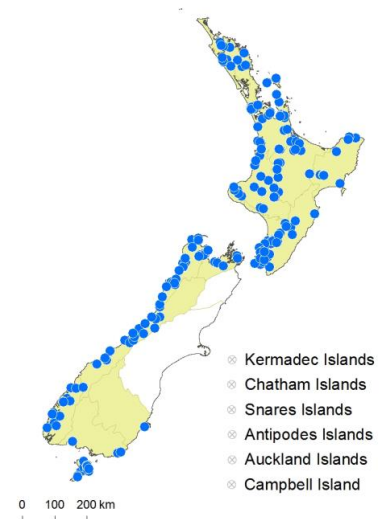 ⊗ Kermadec Islands
⊗ Chatham Islands
⊗ Snares Islands
⊗ Antipodes Islands
⊗ Auckland Islands
⊗ Campbell Island
0 100 200 km